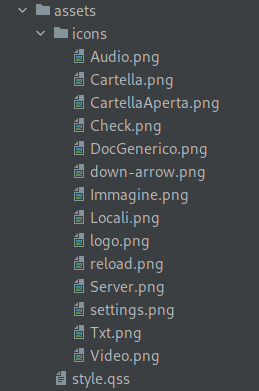 assets
icons
Audio.png
Cartella.png
CartellaAperta.png
Check.png
DocGenerico.png
down-arrow.png
Immagine.png
Locali.png
logo.png
reload.png
Server.png
settings.png
Txt.png
Video.png
style.qss